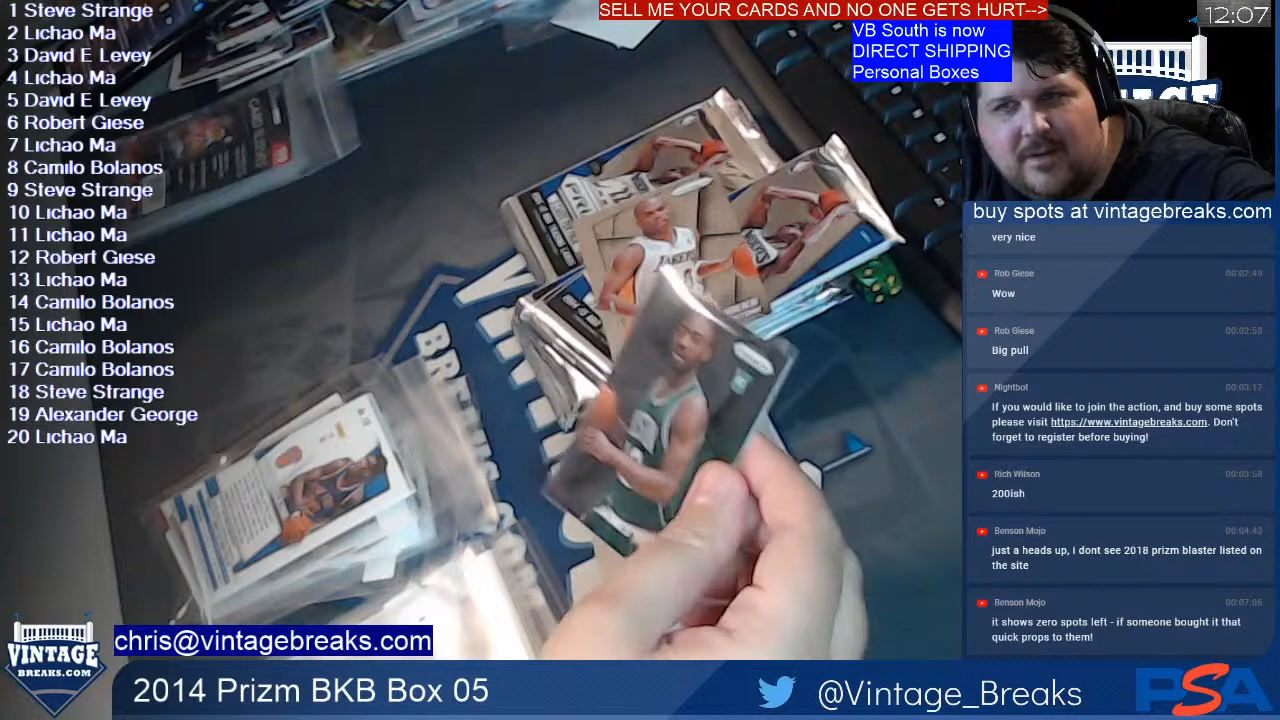 1 Steve Strange
2 Lichao Ma
3 David E Levey
4 Lichao Ma
5 David E Levey
6 Robert Giese
7 Lichao Ma
8 Camilo Bolanos
9 Steve Strange
10 Lichao Ma
11 Lichao Ma
12 Robert Giese
13 Lichao Ma
14 Camilo Bolanos
15 Lichao Ma
16 Camilo Bolanos
17 Camilo Bolanos
18 Steve Strange
19 Alexander George
20 Lichao Ma
SELL ME YOUR CARDS AND NO ONE GETS HURT-->
VB South is now
DIRECT SHIPPING
Personal Boxes
12:07
buy spots at vintagebreaks.com
very nice
Rob Giese 00:02:49
Wow
Rob Giese 00:02:53
Big pull
Nightbot 00:03:17
If you would like to join the action, and buy some spots
please visit https://www.vintagebreaks.com. Don't
forget to register before buying!
Rich Wilson 00:03:58
200ish
Benson Mojo 00:04:43
just a heads up, i dont see 2018 prizm blaster listed on
the site
Benson Mojo 00:07:06
it shows zero spots left - if someone bought it that
quick props to them!
LAKERS
VINTAGE
BREAKS.COM
chris@vintagebreaks.com
2014 Prizm BKB Box 05
@Vintage_Breaks
PSA